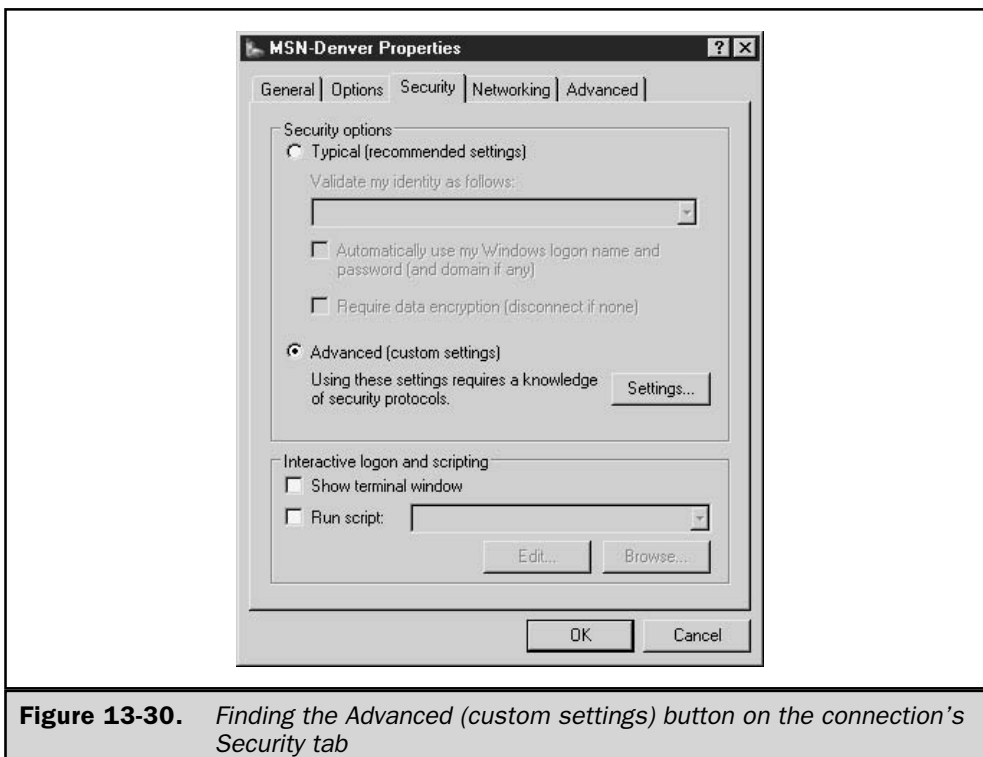 MSN-Denver Properties
General
Options
Security
Networking
Advanced
Security options
Typical (recommended settings)
Validate my identity as follows:
Automatically use my Windows logon name and
password (and domain if any)
Require data encryption (disconnect if none)
Advanced (custom settings)
Using these settings requires a knowledge
of security protocols.
Settings...
Interactive logon and scripting
Show terminal window
Run script:
Edit...
Browse...
OK
Cancel
Figure 13-30. Finding the Advanced (custom settings) button on the connection’s
Security tab